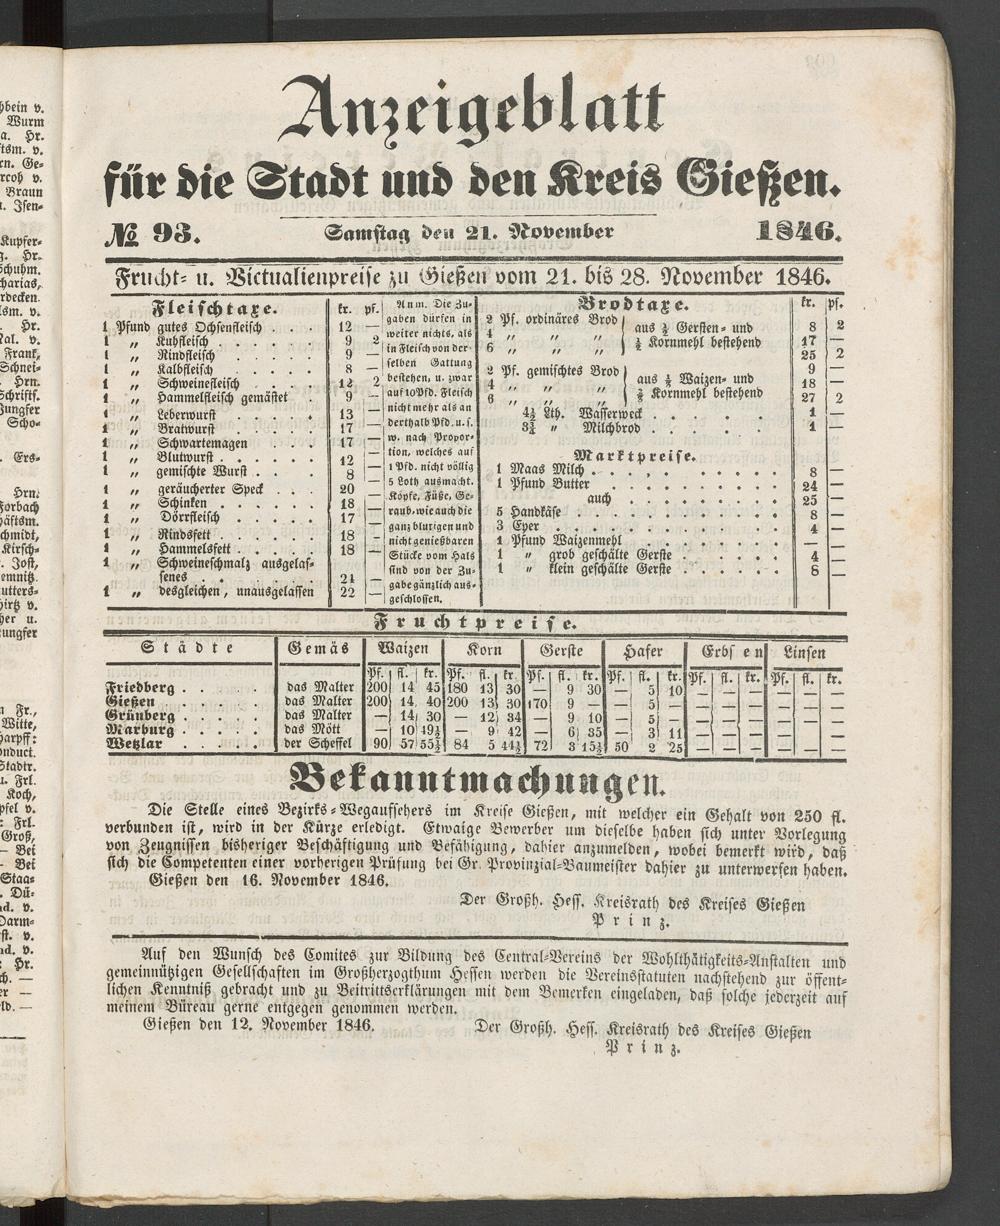 Anzeigeblatt
für die Stadt und den Kreis Gießen.
№ 93. Samstag den 21. November 1846.
Frucht- u. Victualienpreise zu Gießen vom 21. bis 28. November 1846.
Fleischtaxe. kr. pf.
1 Pfund gutes Ochsenfleisch . . . 12 —
1 „ Kuhfleisch . . . . . 9 2
1 „ Rindfleisch . . . . . 9 —
1 „ Kalbfleisch . . . . . 8 —
1 „ Schweinefleisch . . . . 12 2
1 „ Hammelfleisch gemästet . . 9 —
1 „ Leberwurst . . . . . 13 —
1 „ Bratwurst . . . . . 17 —
1 „ Schwartemagen . . . . 17 —
1 „ Blutwurst . . . . . 12 —
1 „ gemischte Wurst . . . . 8 —
1 „ geräucherter Speck . . . 20 —
1 „ Schinken . . . . . 18 —
1 „ Dörrfleisch . . . . . 17 —
1 „ Rindsfett . . . . . 18 —
1 „ Hammelsfett . . . . . 18 —
1 „ Schweineschmalz ausgelas-
senes . . . . . . 24 —
1 „ desgleichen, unausgelassen 22 —
Anm. Die Zu-
gaben dürfen in
weiter nichts, als
in Fleisch von der-
selben Gattung
bestehen, u. zwar
auf 10 Pfd. Fleisch
nicht mehr als an-
derthalb Pfd. u. s.
w. nach Propor-
tion, welches auf
1 Pfd. nicht völlig
5 Loth ausmacht.
Köpfe, Füße, Ge-
raub, wie auch die
ganz blutigen und
nicht genießbaren
Stücke vom Hals
sind von der Zu-
gabe gänzlich aus-
geschlossen.
Brodtaxe. kr. pf.
2 Pf. ordinäres Brod } aus ½ Gersten- und 8 2
4 „ „ „ ½ Kornmehl bestehend 17 —
6 „ „ „ 25 2
2 Pf. gemischtes Brod } aus Waizen- und 9 —
4 „ „ „ Kornmehl bestehend 18 —
6 „ „ „ 27 2
4½ Lth. Wasserweck . . . . . 1 —
3¾ „ Milchbrod . . . . . 1 —
Marktpreise.
1 Maas Milch . . . . . . . 8 —
1 Pfund Butter . . . . . . . 24 —
auch . . . . . . . 25 —
5 Handkäse . . . . . . . 8 —
3 Eyer . . . . . . . 4 —
1 Pfund Waizenmehl . . . . . . —
1 „ grob geschälte Gerste . . . . 4 —
1 „ klein geschälte Gerste . . . . 8 —
Fruchtpreise.
Städte Gemäs Waizen Korn Gerste Hafer Erbsen Linsen
Pf. fl. kr. Pf. fl. kr. Pf. fl. kr. Pf. fl. kr. Pf. fl. kr. Pf. fl. kr.
Friedberg . . . . das Malter 200 14 45 180 13 30 — 9 30 — 5 10 — — — — — —
Gießen . . . . das Malter 200 14 40 200 13 30 170 9 — — 5 — — — — — — —
Grünberg . . . . das Malter — 14 30 — 12 34 — 9 10 — 5 — — — — — — —
Marburg . . . . das Mött — 10 49½ — 9 42 — 6 35 — 3 11 — — — — — —
Wetzlar . . . . der Scheffel 90 57 55½ 84 5 44½ 72 3 15½ 50 2 25 — — — — — —
Bekanntmachungen.
Die Stelle eines Bezirks-Wegaufsehers im Kreise Gießen, mit welcher ein Gehalt von 250 fl.
verbunden ist, wird in der Kürze erledigt. Etwaige Bewerber um dieselbe haben sich unter Vorlegung
von Zeugnissen bisheriger Beschäftigung und Befähigung, dahier anzumelden, wobei bemerkt wird, daß
sich die Competenten einer vorherigen Prüfung bei Gr. Provinzial-Baumeister dahier zu unterwerfen haben.
Gießen den 16. November 1846.
Der Großh. Hess. Kreisrath des Kreises Gießen
Prinz.
Auf den Wunsch des Comites zur Bildung des Central-Vereins der Wohlthätigkeits-Anstalten und
gemeinnützigen Gesellschaften im Großherzogthum Hessen werden die Vereinsstatuten nachstehend zur öffent-
lichen Kenntniß gebracht und zu Beitrittserklärungen mit dem Bemerken eingeladen, daß solche jederzeit auf
meinem Büreau gerne entgegen genommen werden.
Gießen den 12. November 1846. Der Großh. Hess. Kreisrath des Kreises Gießen
Prinz.